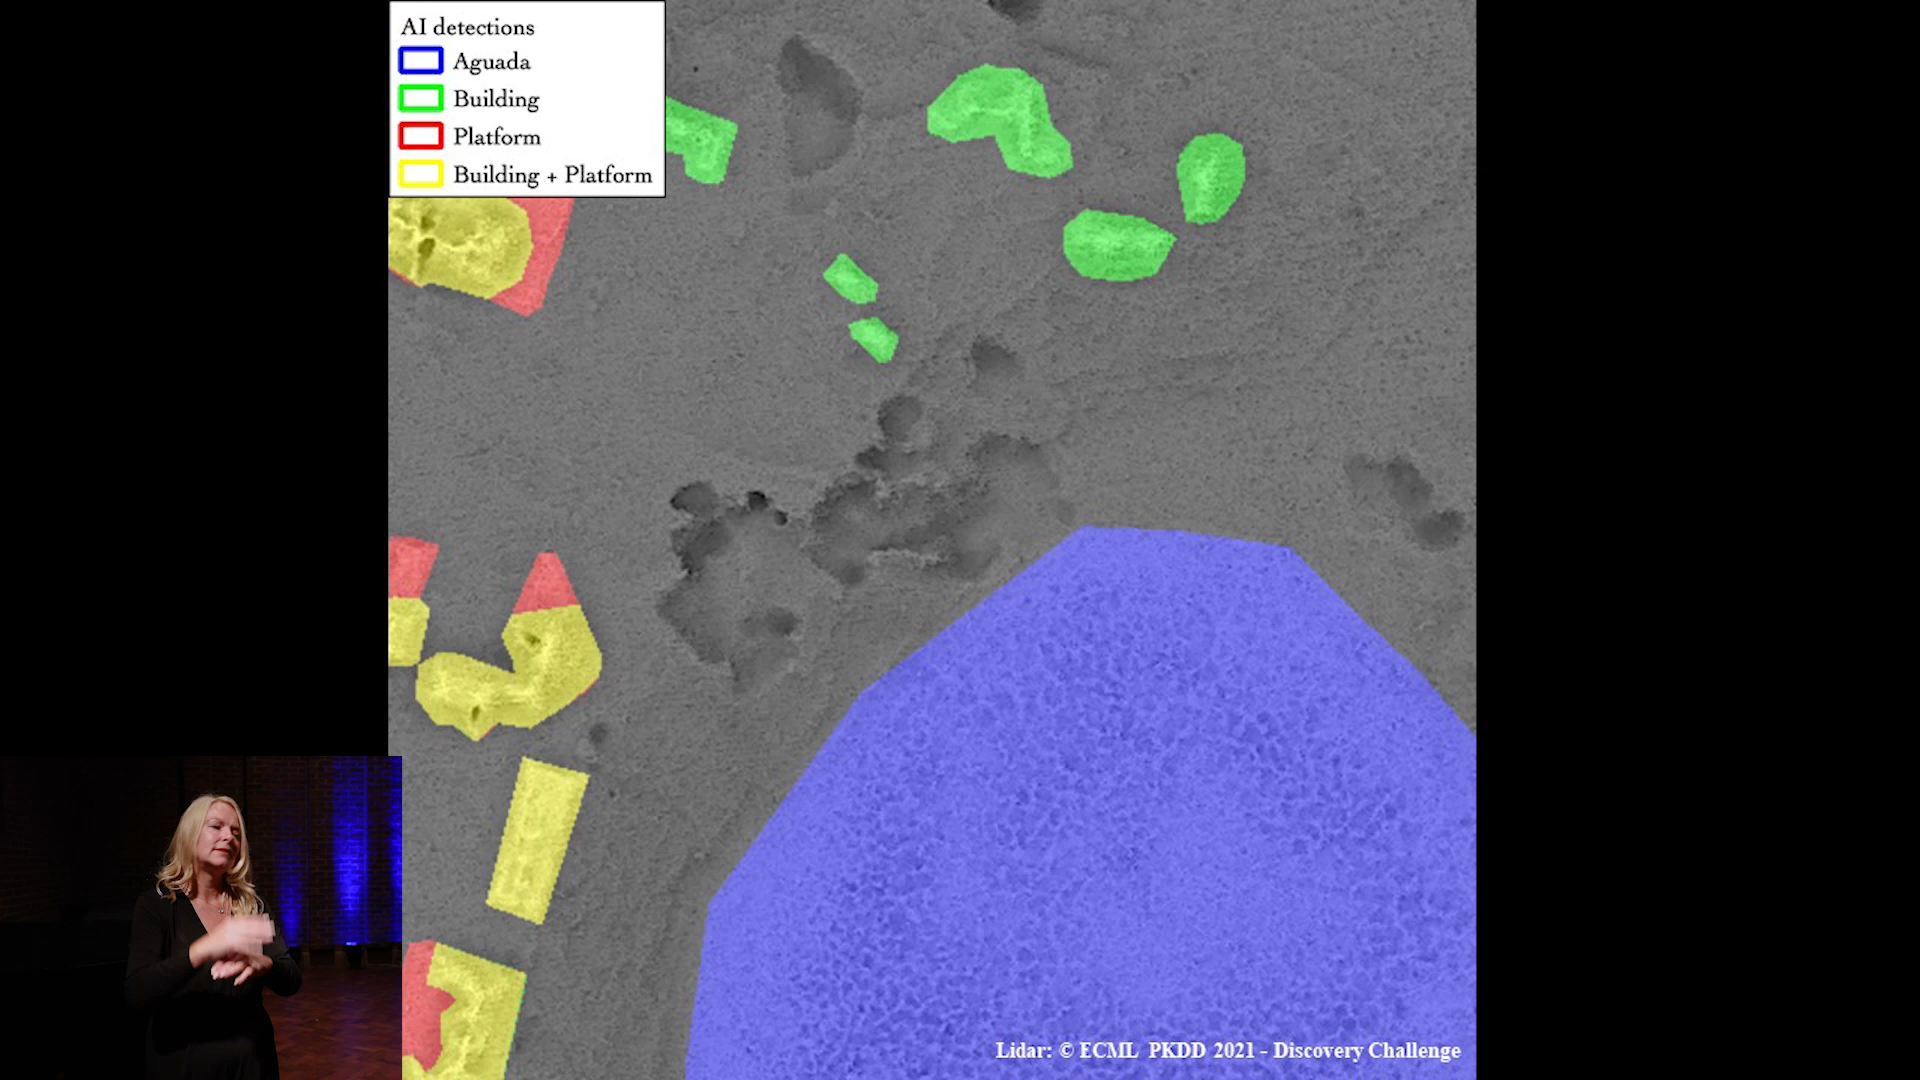 AI detections
Aguada
Building
Platform
Building + Platform
Lidar: © ECML PKDD 2021 - Discovery Challenge